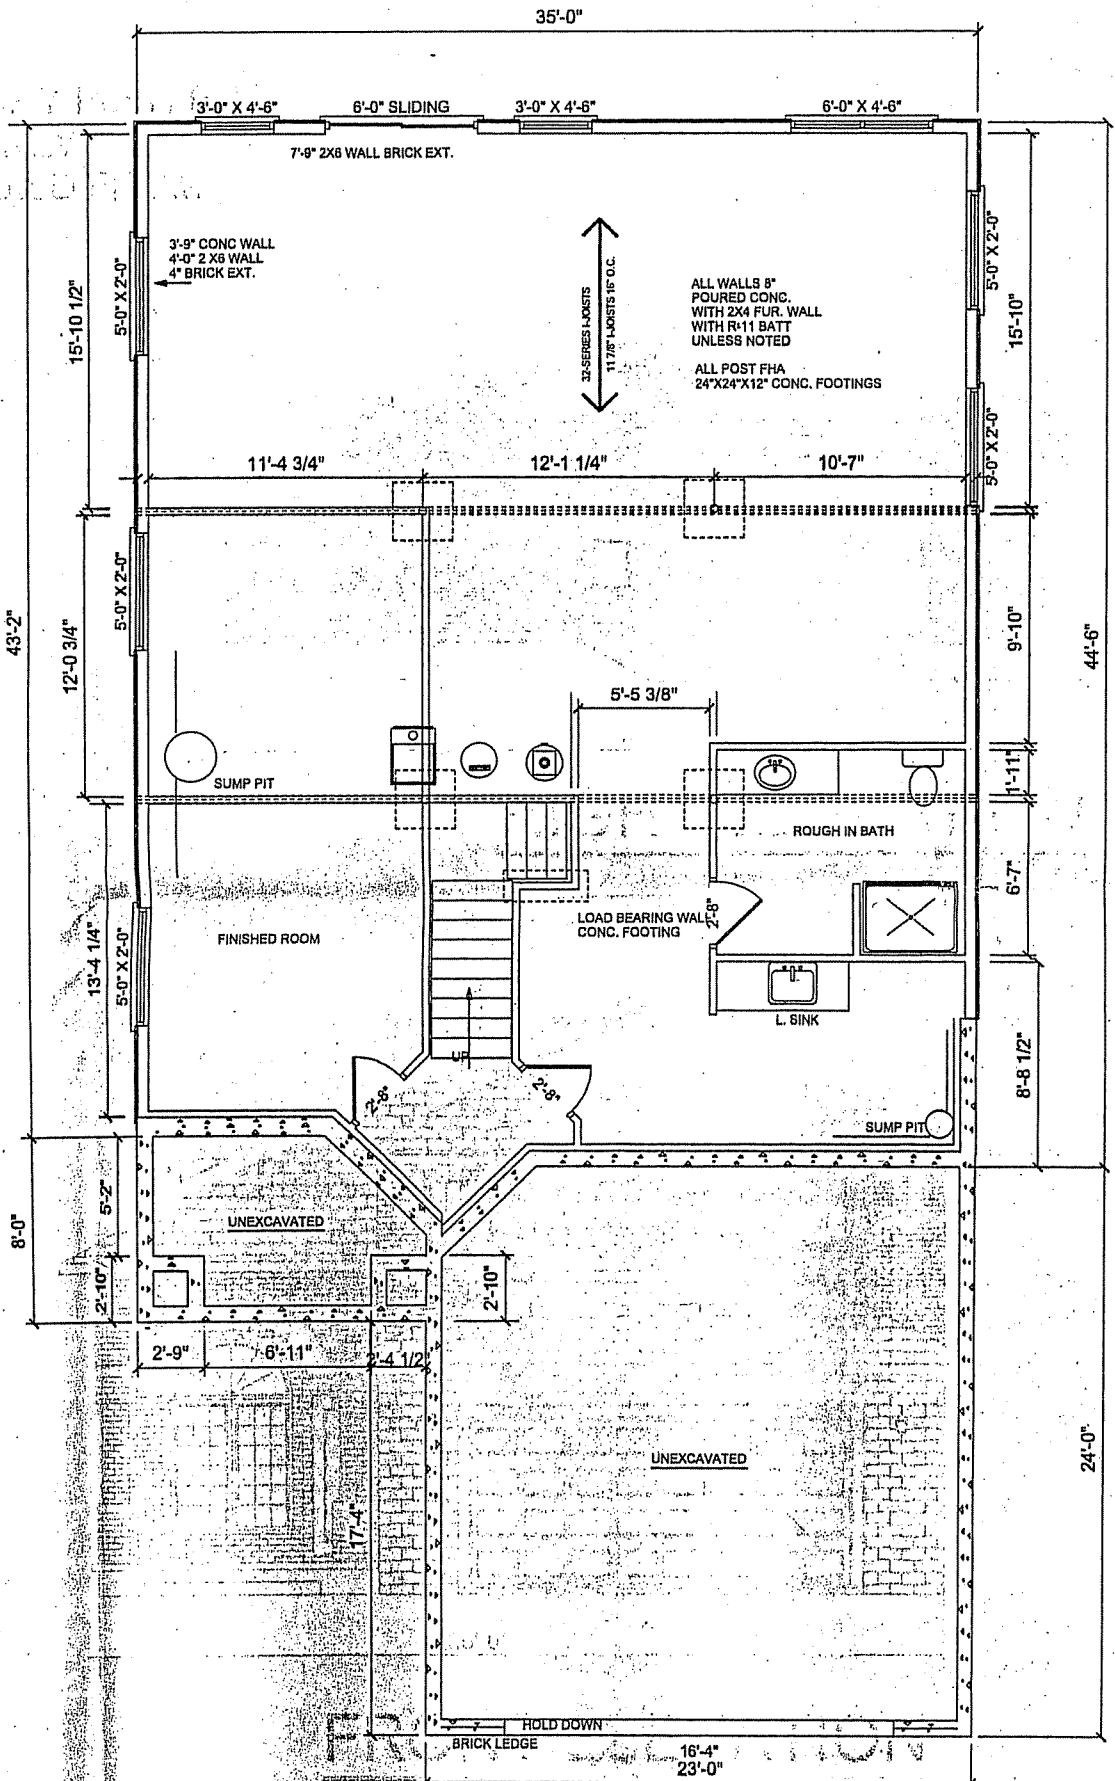 35'-0"
3'-0" X 4'-6"
6'-0" SLIDING
3'-0" X 4'-6"
6'-0" X 4'-6"
7'-9" 2X6 WALL BRICK EXT.
3'-9" CONC WALL
4'-0" 2 X6 WALL
4" BRICK EXT.
5'-0" X 2'-0"
15'-10 1/2"
32-SERIES I-JOISTS
11 7/8" I-JOISTS 16" O.C.
ALL WALLS 8"
POURED CONC.
WITH 2X4 FUR. WALL
WITH R-11 BATT
UNLESS NOTED
ALL POST FHA
24"X24"X12" CONC. FOOTINGS
5'-0" X 2'-0"
15'-10"
5'-0" X 2'-0"
11'-4 3/4"
12'-1 1/4"
10'-7"
5'-0" X 2'-0"
43'-2"
12'-0 3/4"
9'-10"
44'-6"
5'-5 3/8"
SUMP PIT
1'-11"
ROUGH IN BATH
6'-7"
FINISHED ROOM
13'-4 1/4"
5'-0" X 2'-0"
LOAD BEARING WALL
CONC. FOOTING
2'-8"
L. SINK
UP
8'-8 1/2"
2'-8"
2'-8"
SUMP PIT
UNEXCAVATED
5'-2"
8'-0"
2'-10"
2'-10"
2'-9"
6'-11"
2'-4 1/2"
UNEXCAVATED
24'-0"
17'-4"
HOLD DOWN
BRICK LEDGE
16'-4"
23'-0"